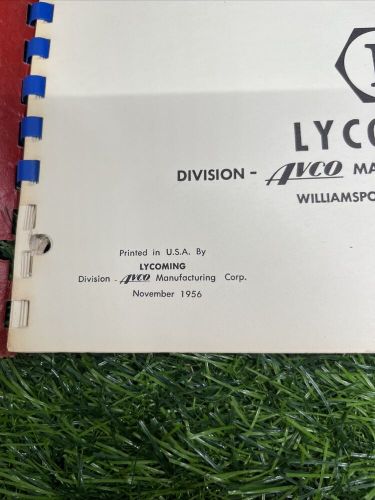 LYCO
DIVISION - AVCO MA
WILLIAMSPO
Printed in U.S.A. By
LYCOMING
Division - AVCO Manufacturing Corp.
November 1956